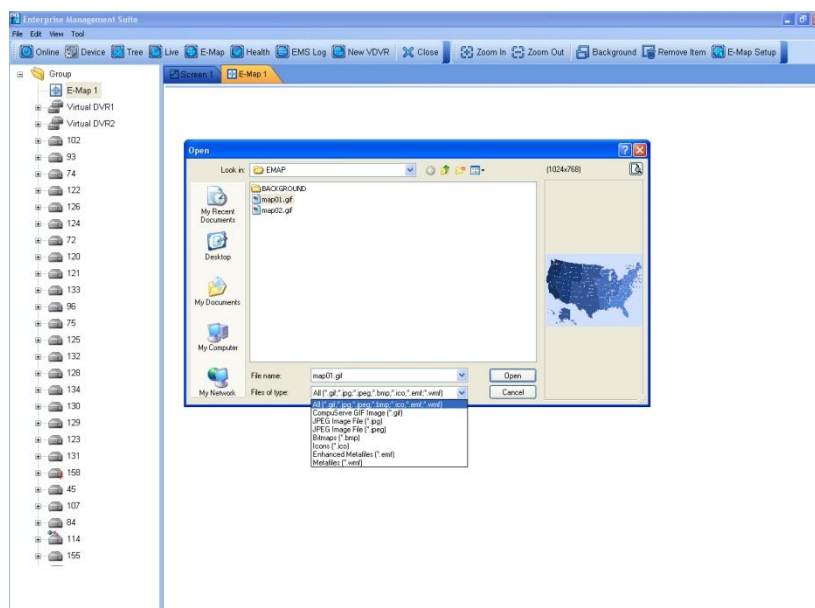 Enterprise Management Suite
File Edit View Tool
Online Device Tree Live E-Map Health EMS Log New VDVR Close Zoom In Zoom Out Background Remove Item E-Map Setup
Group
Screen 1 E-Map 1
E-Map 1
Virtual DVR1
Virtual DVR2
102
93
74
122
126
124
72
120
121
133
96
75
125
132
128
134
130
129
123
131
158
45
107
84
114
155
Open
Look in: EMAP (1024x768)
BACKGROUND
map01.gif
map02.gif
My Recent Documents
Desktop
My Documents
My Computer
My Network
File name: map01.gif Open
Files of type: All (*.gif;*.jpg;*.jpeg;*.bmp;*.ico;*.emf;*.wmf) Cancel
All (*.gif;*.jpg;*.jpeg;*.bmp;*.ico;*.emf;*.wmf)
CompuServe GIF Image (*.gif)
JPEG Image File (*.jpg)
JPEG Image File (*.jpeg)
Bitmaps (*.bmp)
Icons (*.ico)
Enhanced Metafiles (*.emf)
Metafiles (*.wmf)